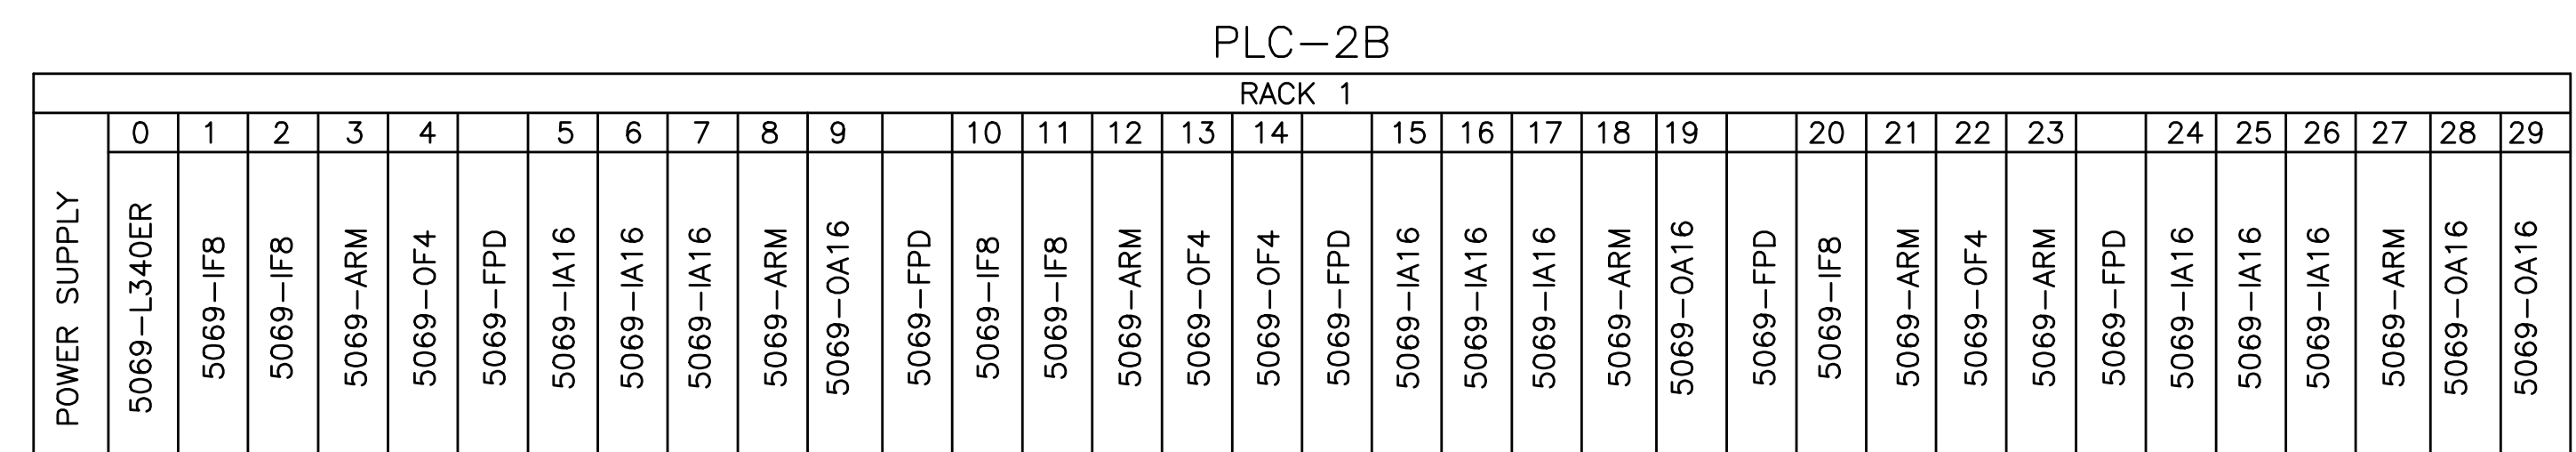 PLC-2B
RACK 1
0 1 2 3 4 5 6 7 8 9 10 11 12 13 14 15 16 17 18 19 20 21 22 23 24 25 26 27 28 29
POWER SUPPLY
5069-L340ER
5069-IF8
5069-IF8
5069-ARM
5069-OF4
5069-FPD
5069-IA16
5069-IA16
5069-IA16
5069-ARM
5069-OA16
5069-FPD
5069-IF8
5069-IF8
5069-ARM
5069-OF4
5069-OF4
5069-FPD
5069-IA16
5069-IA16
5069-IA16
5069-ARM
5069-OA16
5069-FPD
5069-IF8
5069-ARM
5069-OF4
5069-ARM
5069-FPD
5069-IA16
5069-IA16
5069-IA16
5069-ARM
5069-OA16
5069-OA16